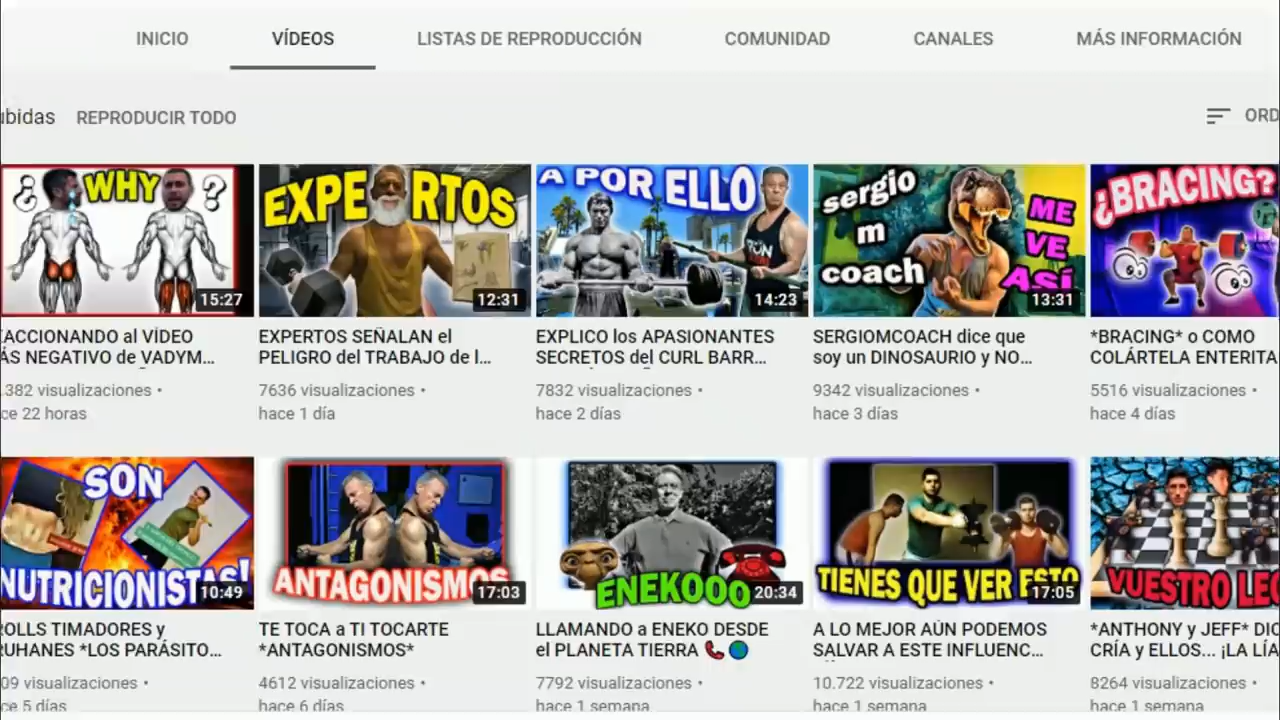 INICIO VÍDEOS LISTAS DE REPRODUCCIÓN COMUNIDAD CANALES MÁS INFORMACIÓN
ubidas REPRODUCIR TODO ORD
¿ WHY ?
15:27
EXPE RTOS
12:31
A POR ELLO
14:23
sergio
m
coach
ME
VE
ASÍ
13:31
¿BRACING?
ACCIONANDO al VÍDEO
ÁS NEGATIVO de VADYM...
.382 visualizaciones •
ce 22 horas
EXPERTOS SEÑALAN el
PELIGRO del TRABAJO de l...
7636 visualizaciones •
hace 1 día
EXPLICO los APASIONANTES
SECRETOS del CURL BARR...
7832 visualizaciones •
hace 2 días
SERGIOMCOACH dice que
soy un DINOSAURIO y NO...
9342 visualizaciones •
hace 3 días
*BRACING* o COMO
COLÁRTELA ENTERITA
5516 visualizaciones •
hace 4 días
SON
NUTRICIONISTAS!
10:49
ANTAGONISMOS
17:03
ENEKOOO
20:34
TIENES QUE VER ESTO
17:05
VUESTRO LEG
ROLLS TIMADORES y
RUHANES *LOS PARÁSITO...
09 visualizaciones •
ce 5 días
TE TOCA a TI TOCARTE
*ANTAGONISMOS*
4612 visualizaciones •
hace 6 días
LLAMANDO a ENEKO DESDE
el PLANETA TIERRA 📞🌍
7792 visualizaciones •
hace 1 semana
A LO MEJOR AÚN PODEMOS
SALVAR A ESTE INFLUENC...
10.722 visualizaciones •
hace 1 semana
*ANTHONY y JEFF* DIC
CRÍA y ELLOS... ¡LA LÍA
8264 visualizaciones •
hace 1 semana